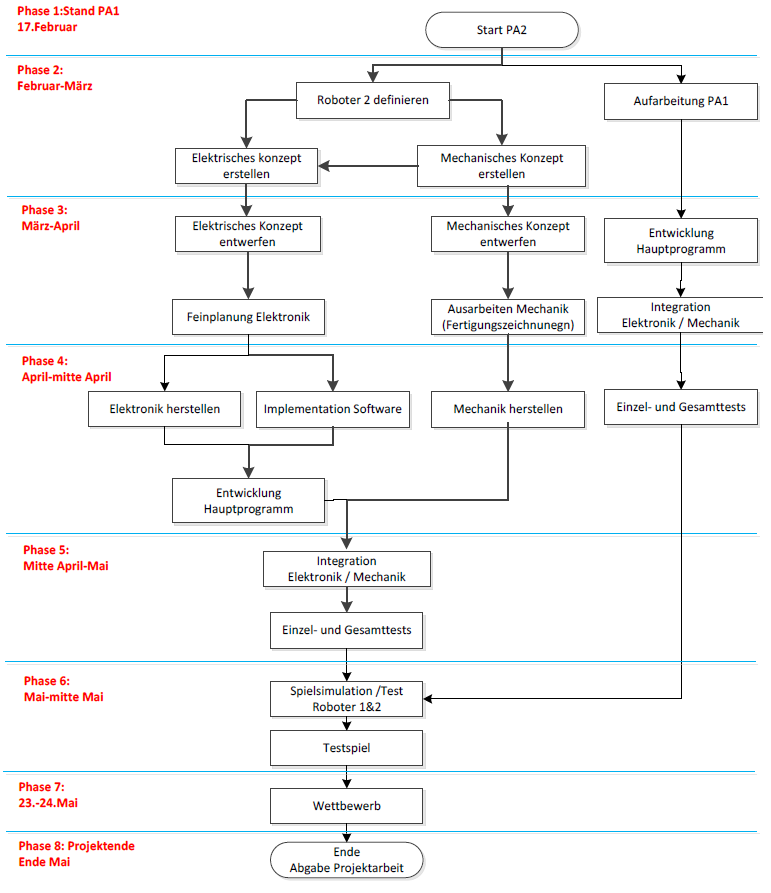 Phase 1:Stand PA1
17.Februar
Start PA2
Phase 2:
Februar-März
Roboter 2 definieren
Aufarbeitung PA1
Elektrisches konzept
erstellen
Mechanisches Konzept
erstellen
Phase 3:
März-April
Elektrisches Konzept
entwerfen
Mechanisches Konzept
entwerfen
Entwicklung
Hauptprogramm
Feinplanung Elektronik
Ausarbeiten Mechanik
(Fertigungszeichnunegn)
Integration
Elektronik / Mechanik
Phase 4:
April-mitte April
Elektronik herstellen
Implementation Software
Mechanik herstellen
Einzel- und Gesamttests
Entwicklung
Hauptprogramm
Phase 5:
Mitte April-Mai
Integration
Elektronik / Mechanik
Einzel- und Gesamttests
Phase 6:
Mai-mitte Mai
Spielsimulation /Test
Roboter 1&2
Testspiel
Phase 7:
23.-24.Mai
Wettbewerb
Phase 8: Projektende
Ende Mai
Ende
Abgabe Projektarbeit